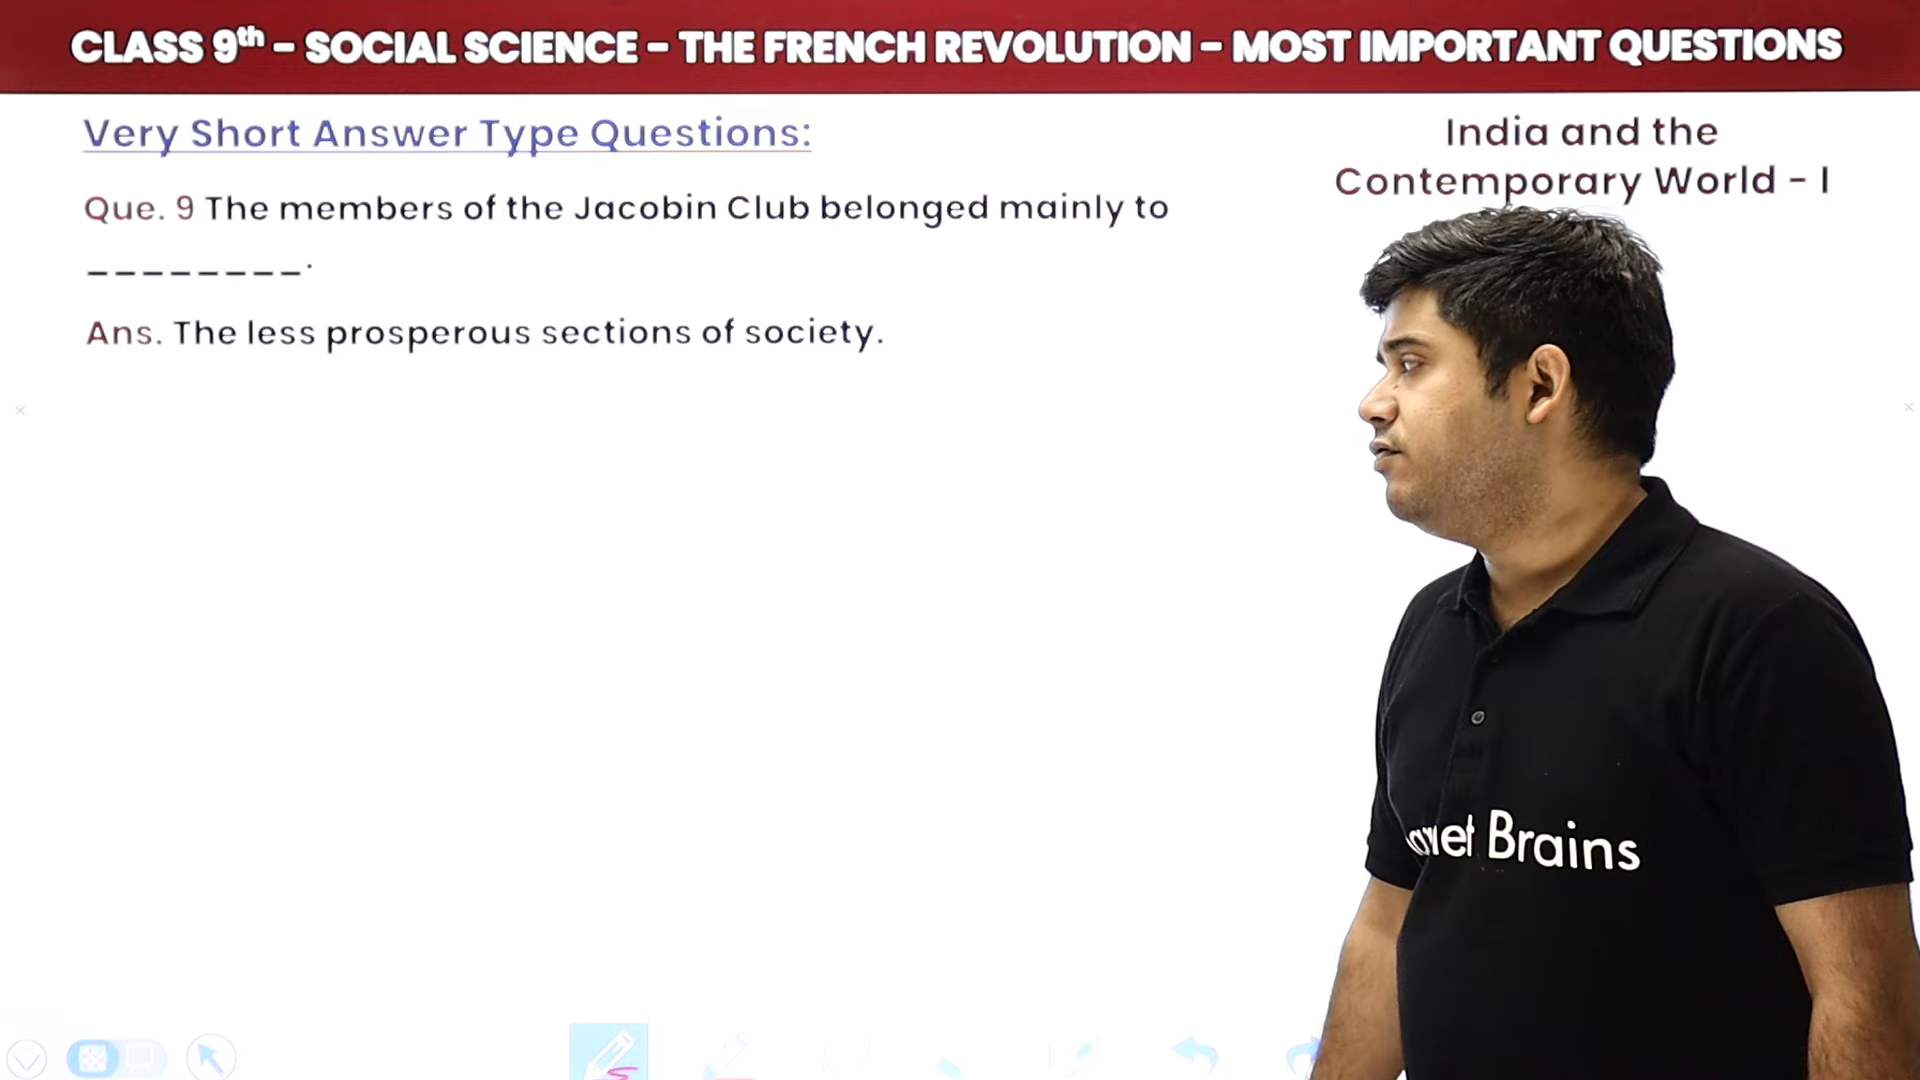 CLASS 9th – SOCIAL SCIENCE – THE FRENCH REVOLUTION – MOST IMPORTANT QUESTIONS
Very Short Answer Type Questions:
India and the
Contemporary World - I
Que. 9 The members of the Jacobin Club belonged mainly to
________.
Ans. The less prosperous sections of society.
Brains